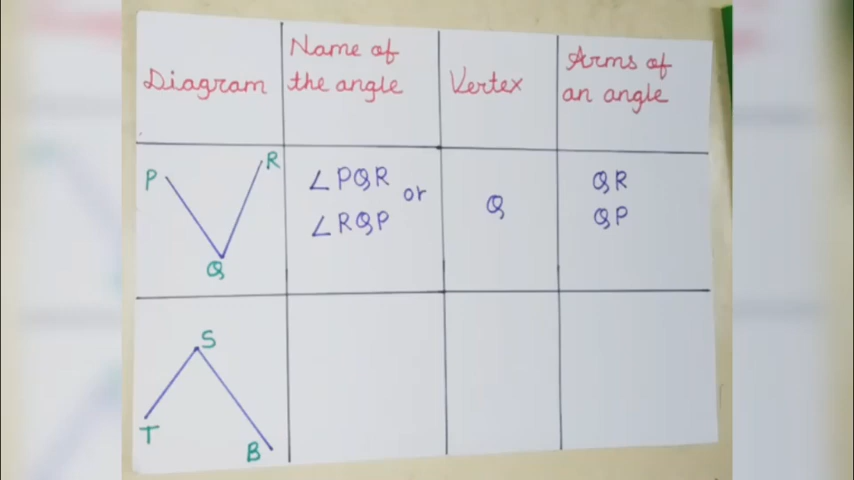 Diagram
Name of
the angle
Vertex
Arms of
an angle
P
R
Q
∠PQR or
∠RQP
Q
QR
QP
S
T
B